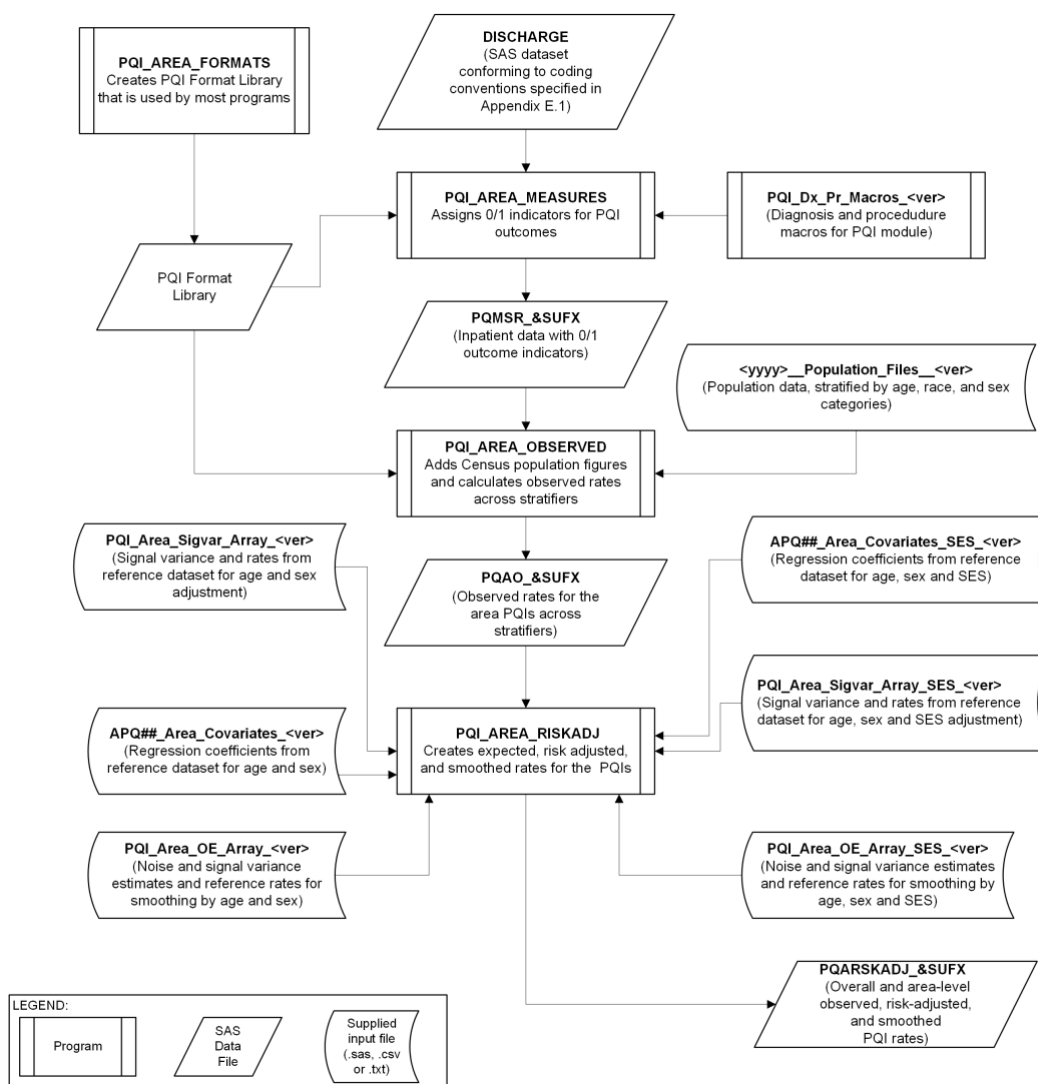 PQI_AREA_FORMATS
Creates PQI Format Library
that is used by most programs
DISCHARGE
(SAS dataset
conforming to coding
conventions specified in
Appendix E.1)
PQI_AREA_MEASURES
Assigns 0/1 indicators for PQI
outcomes
PQI_Dx_Pr_Macros_<ver>
(Diagnosis and procedudure
macros for PQI module)
PQI Format
Library
PQMSR_&SUFX
(Inpatient data with 0/1
outcome indicators)
<yyyy>__Population_Files__<ver>
(Population data, stratified by age, race, and sex
categories)
PQI_AREA_OBSERVED
Adds Census population figures
and calculates observed rates
across stratifiers
PQI_Area_Sigvar_Array_<ver>
(Signal variance and rates from
reference dataset for age and sex
adjustment)
PQAO_&SUFX
(Observed rates for the
area PQIs across
stratifiers)
APQ##_Area_Covariates_SES_<ver>
(Regression coefficients from reference
dataset for age, sex and SES)
PQI_Area_Sigvar_Array_SES_<ver>
(Signal variance and rates from reference
dataset for age, sex and SES adjustment)
APQ##_Area_Covariates_<ver>
(Regression coefficients from
reference dataset for age and sex)
PQI_AREA_RISKADJ
Creates expected, risk adjusted,
and smoothed rates for the PQIs
PQI_Area_OE_Array_<ver>
(Noise and signal variance
estimates and reference rates for
smoothing by age and sex)
PQI_Area_OE_Array_SES_<ver>
(Noise and signal variance estimates
and reference rates for smoothing by
age, sex and SES)
PQARSKADJ_&SUFX
(Overall and area-level
observed, risk-adjusted,
and smoothed
PQI rates)
LEGEND:
Program
SAS
Data
File
Supplied
input file
(.sas, .csv
or .txt)